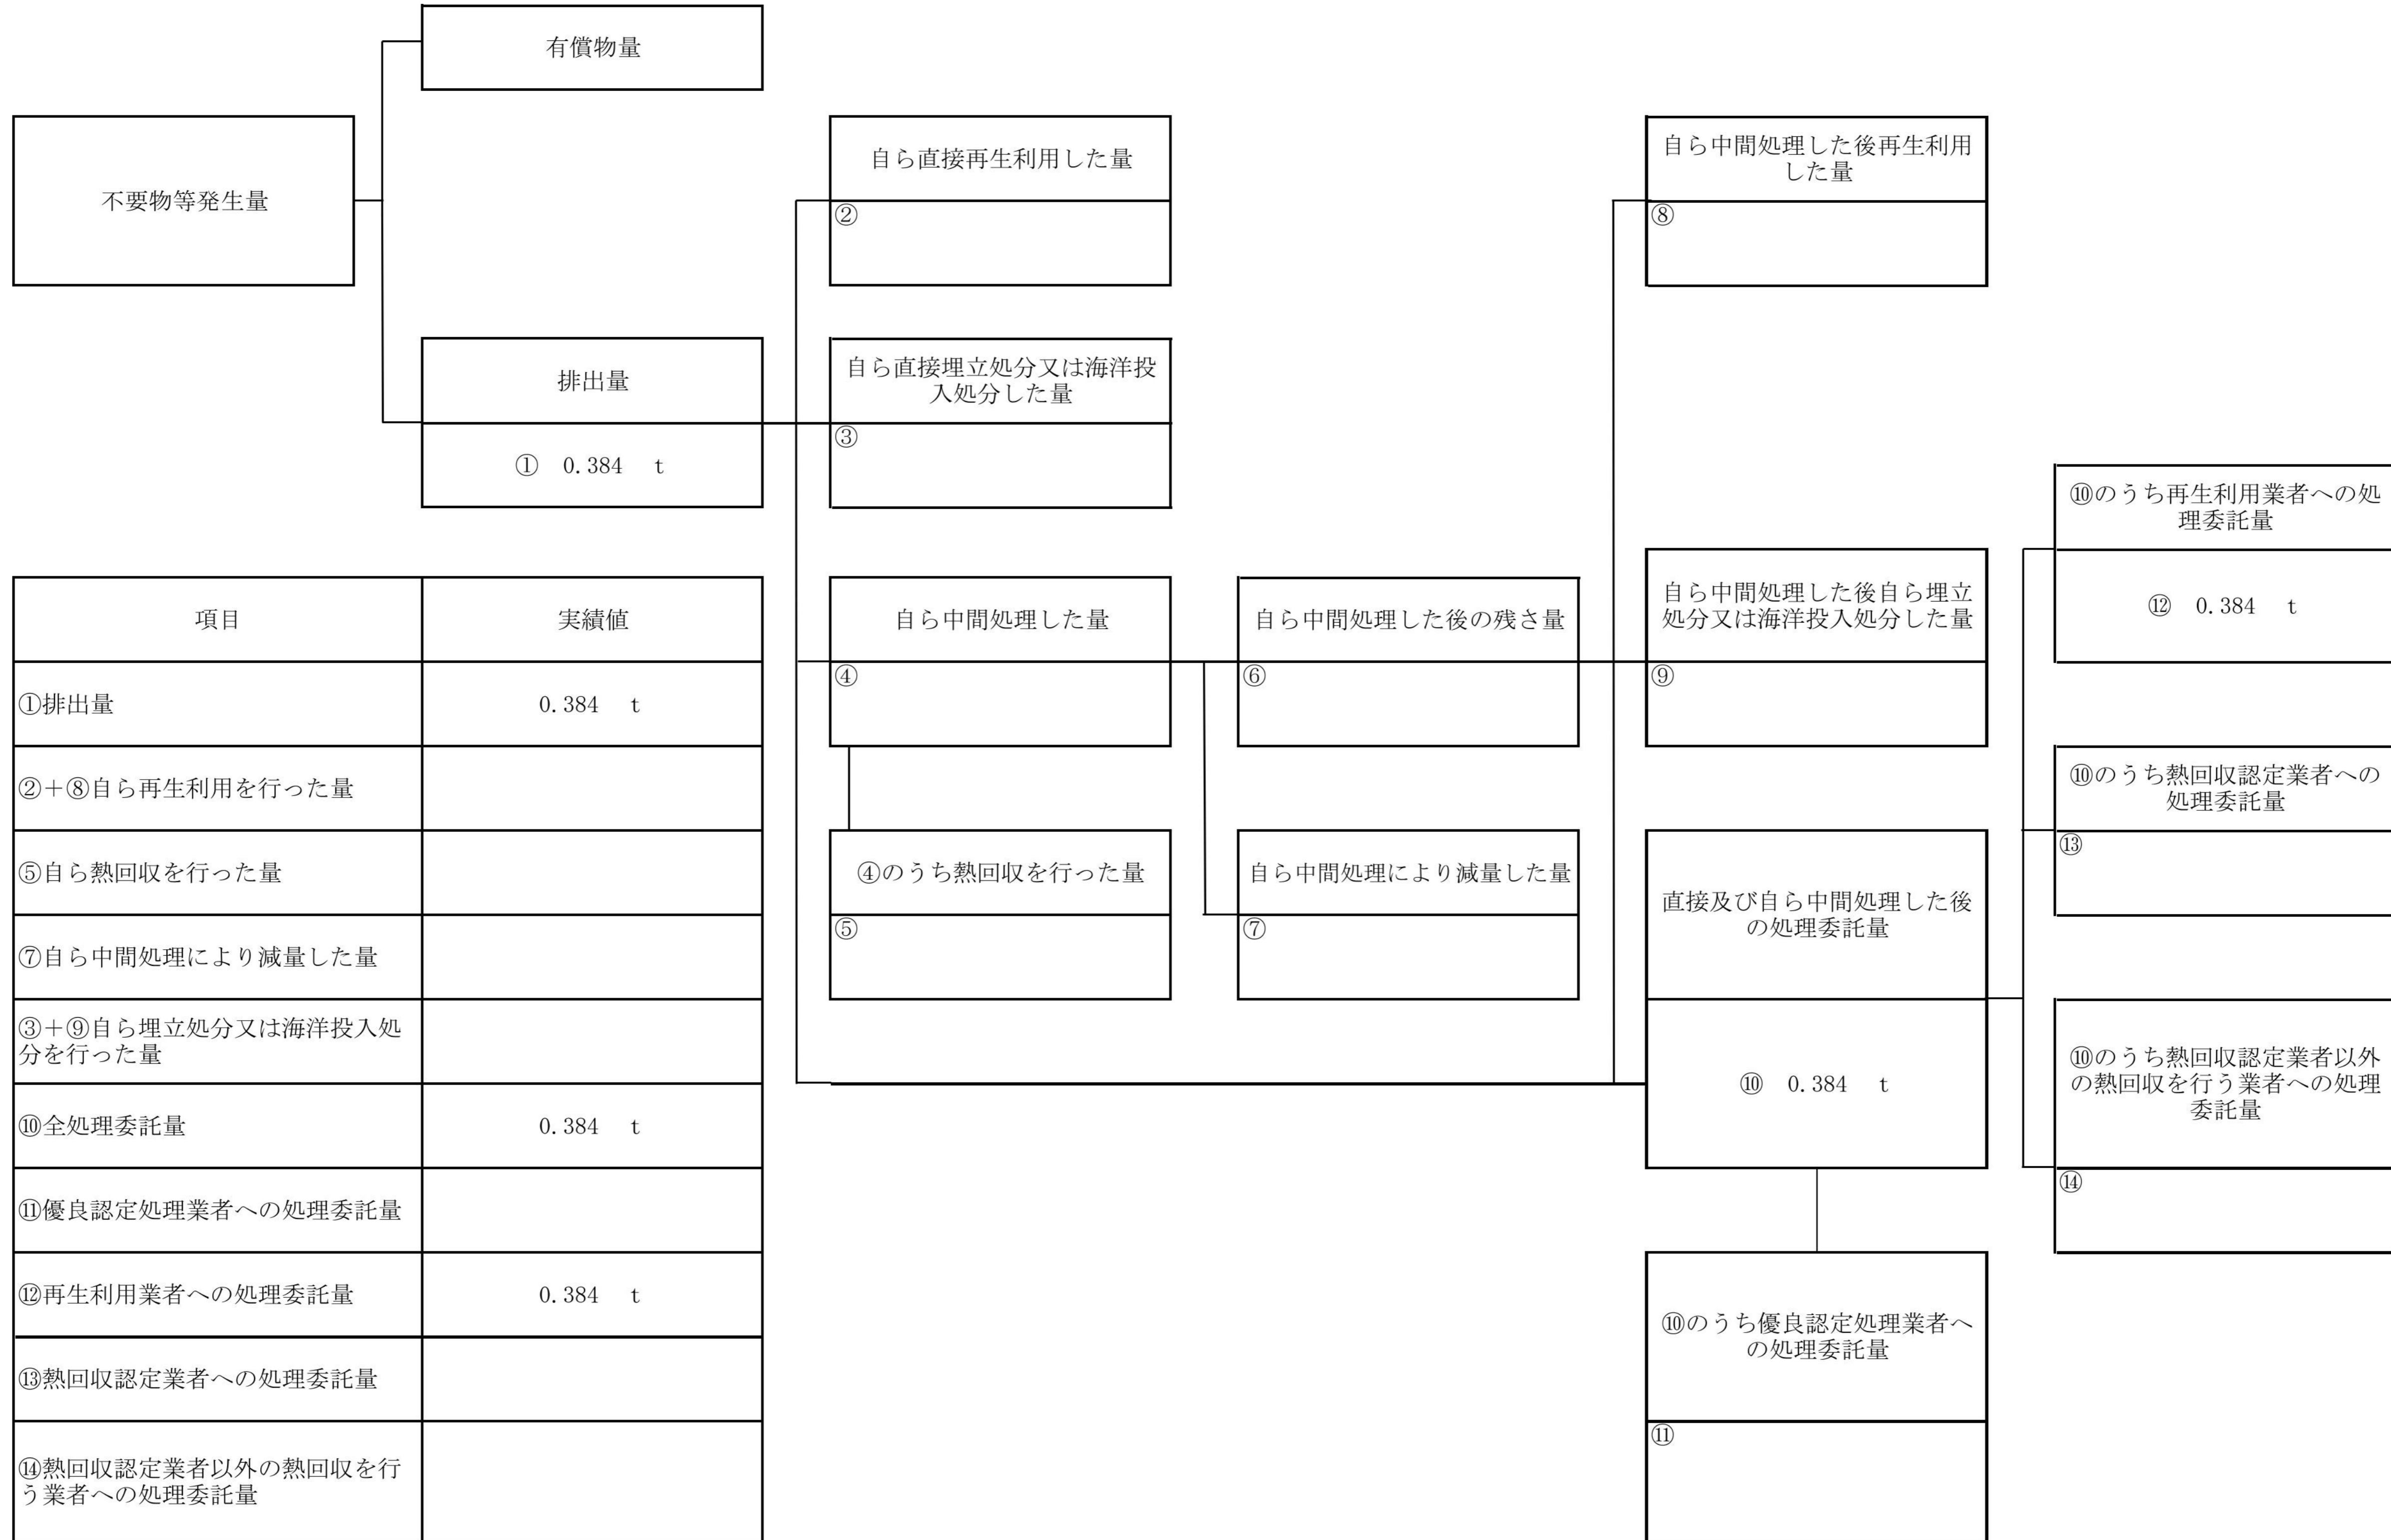 有償物量
不要物等発生量
自ら直接再生利用した量
②
自ら中間処理した後再生利用
した量
⑧
排出量
① 0.384 t
自ら直接埋立処分又は海洋投
入処分した量
③
⑩のうち再生利用業者への処
理委託量
⑫ 0.384 t
自ら中間処理した量
④
自ら中間処理した後の残さ量
⑥
自ら中間処理した後自ら埋立
処分又は海洋投入処分した量
⑨
⑩のうち熱回収認定業者への
処理委託量
⑬
④のうち熱回収を行った量
⑤
自ら中間処理により減量した量
⑦
直接及び自ら中間処理した後
の処理委託量
⑩ 0.384 t
⑩のうち熱回収認定業者以外
の熱回収を行う業者への処理
委託量
⑭
⑩のうち優良認定処理業者へ
の処理委託量
⑪
項目 実績値
①排出量 0.384 t
②+⑧自ら再生利用を行った量
⑤自ら熱回収を行った量
⑦自ら中間処理により減量した量
③+⑨自ら埋立処分又は海洋投入処
分を行った量
⑩全処理委託量 0.384 t
⑪優良認定処理業者への処理委託量
⑫再生利用業者への処理委託量 0.384 t
⑬熱回収認定業者への処理委託量
⑭熱回収認定業者以外の熱回収を行
う業者への処理委託量